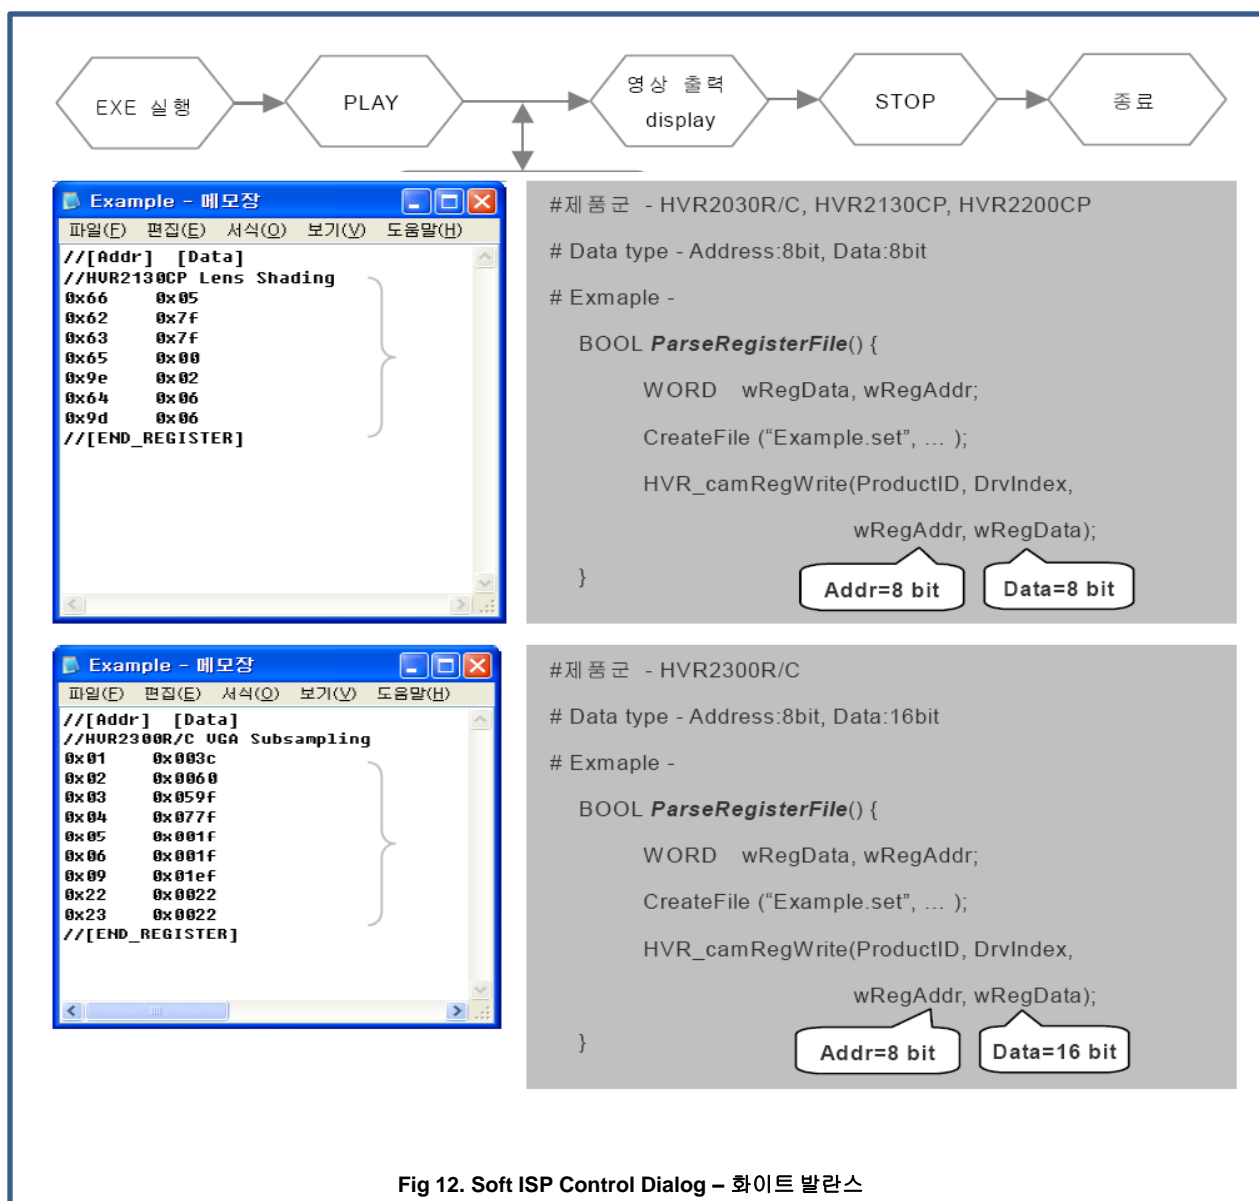 EXE 실행
PLAY
영상 출력
display
STOP
종료
Example - 메모장
파일(F) 편집(E) 서식(O) 보기(V) 도움말(H)
//[Addr] [Data]
//HVR2130CP Lens Shading
0x66 0x05
0x62 0x7f
0x63 0x7f
0x65 0x00
0x9e 0x02
0x64 0x06
0x9d 0x06
//[END_REGISTER]
#제품군 - HVR2030R/C, HVR2130CP, HVR2200CP
# Data type - Address:8bit, Data:8bit
# Exmaple -
BOOL ParseRegisterFile() {
WORD wRegData, wRegAddr;
CreateFile (“Example.set”, … );
HVR_camRegWrite(ProductID, DrvIndex,
wRegAddr, wRegData);
}
Addr=8 bit
Data=8 bit
Example - 메모장
파일(F) 편집(E) 서식(O) 보기(V) 도움말(H)
//[Addr] [Data]
//HVR2300R/C VGA Subsampling
0x01 0x003c
0x02 0x0060
0x03 0x059f
0x04 0x077f
0x05 0x001f
0x06 0x001f
0x09 0x01ef
0x22 0x0022
0x23 0x0022
//[END_REGISTER]
#제품군 - HVR2300R/C
# Data type - Address:8bit, Data:16bit
# Exmaple -
BOOL ParseRegisterFile() {
WORD wRegData, wRegAddr;
CreateFile (“Example.set”, … );
HVR_camRegWrite(ProductID, DrvIndex,
wRegAddr, wRegData);
}
Addr=8 bit
Data=16 bit
Fig 12. Soft ISP Control Dialog – 화이트 발란스